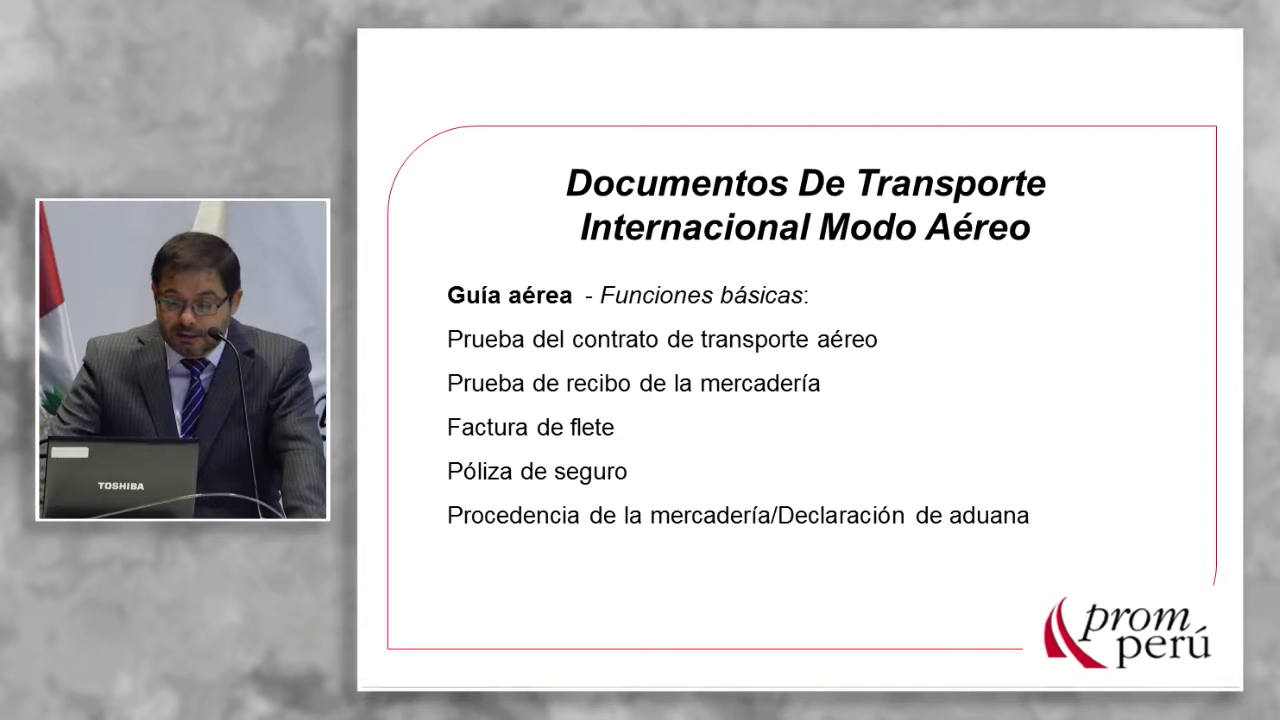 Documentos De Transporte
Internacional Modo Aéreo
Guía aérea - Funciones básicas:
Prueba del contrato de transporte aéreo
Prueba de recibo de la mercadería
Factura de flete
Póliza de seguro
Procedencia de la mercadería/Declaración de aduana
TOSHIBA
prom
perú